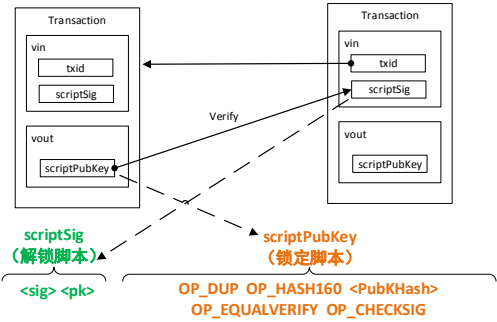 Transaction
vin
txid
scriptSig
vout
scriptPubKey
Transaction
vin
txid
scriptSig
vout
scriptPubKey
Verify
scriptSig
（解锁脚本）
<sig> <pk>
scriptPubKey
（锁定脚本）
OP_DUP OP_HASH160 <PubKHash>
OP_EQUALVERIFY OP_CHECKSIG